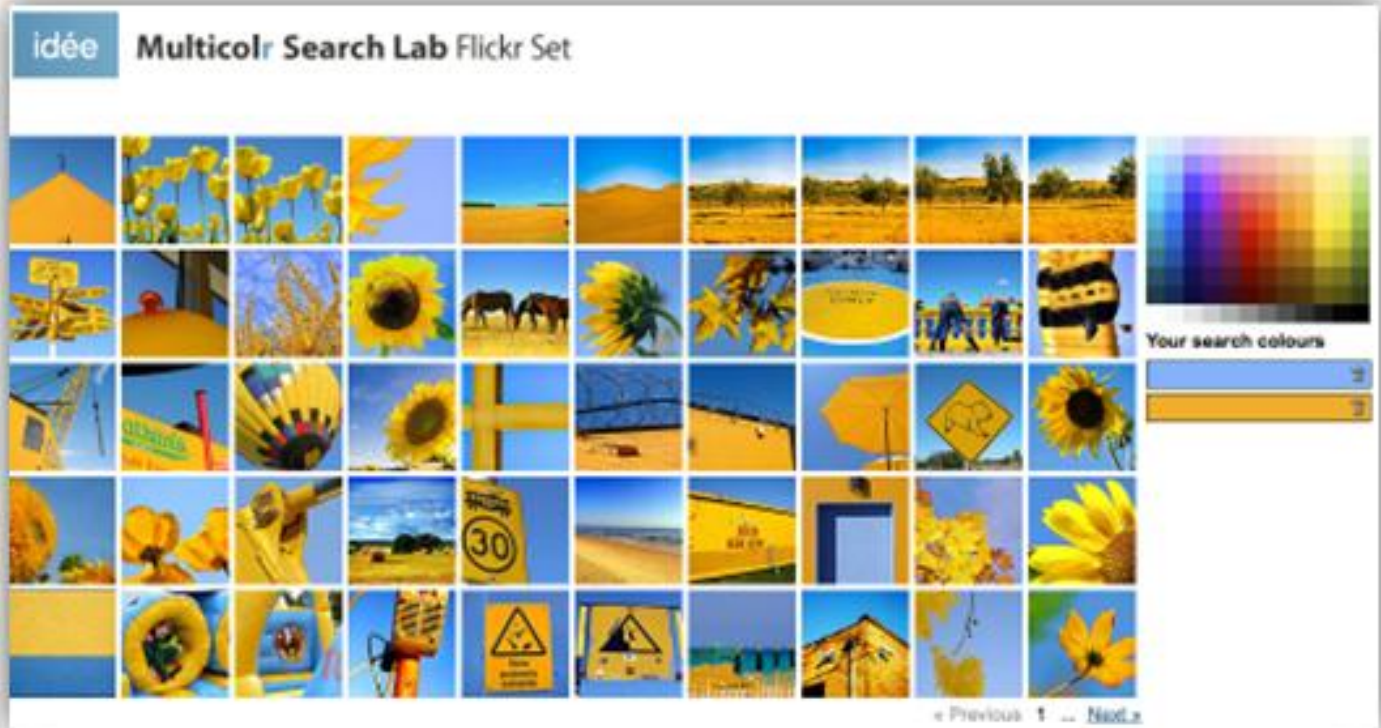 idée
Multicolr Search Lab Flickr Set
Your search colours
30
« Previous 1 ... Next »